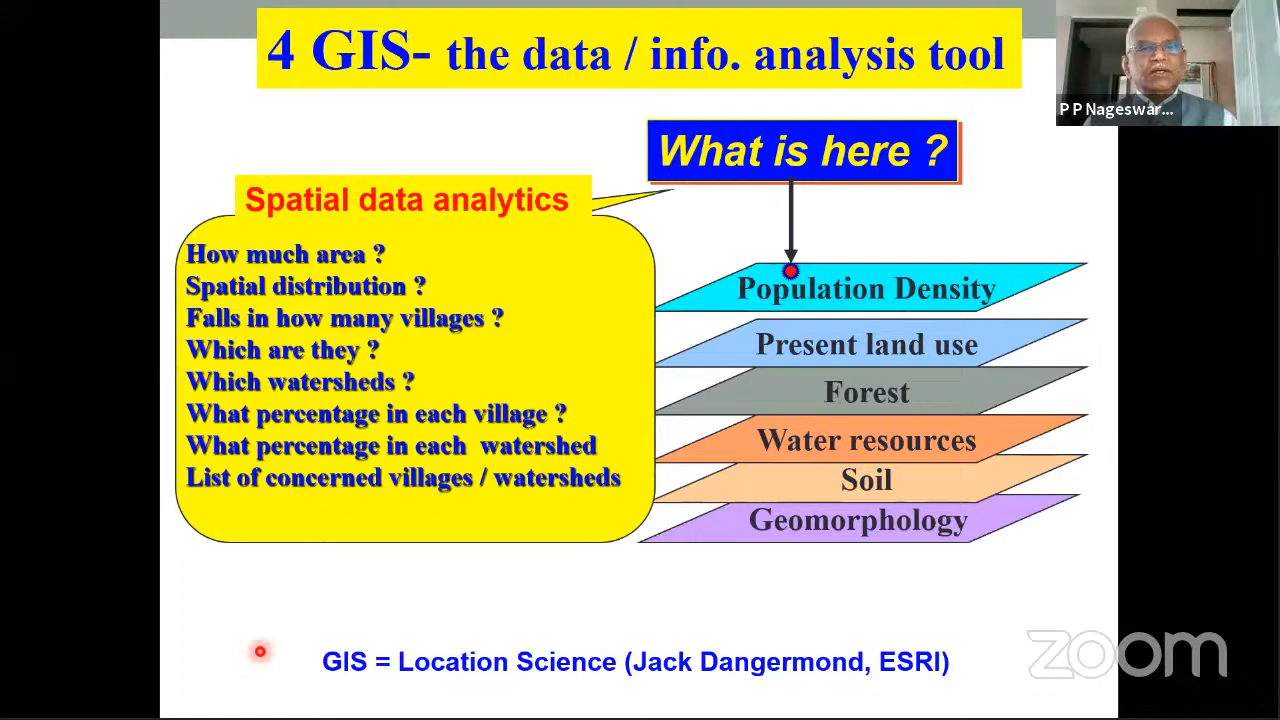 4 GIS- the data / info. analysis tool
P P Nageswar...
What is here ?
Spatial data analytics
How much area ?
Spatial distribution ?
Falls in how many villages ?
Which are they ?
Which watersheds ?
What percentage in each village ?
What percentage in each watershed
List of concerned villages / watersheds
Population Density
Present land use
Forest
Water resources
Soil
Geomorphology
GIS = Location Science (Jack Dangermond, ESRI)
zoom